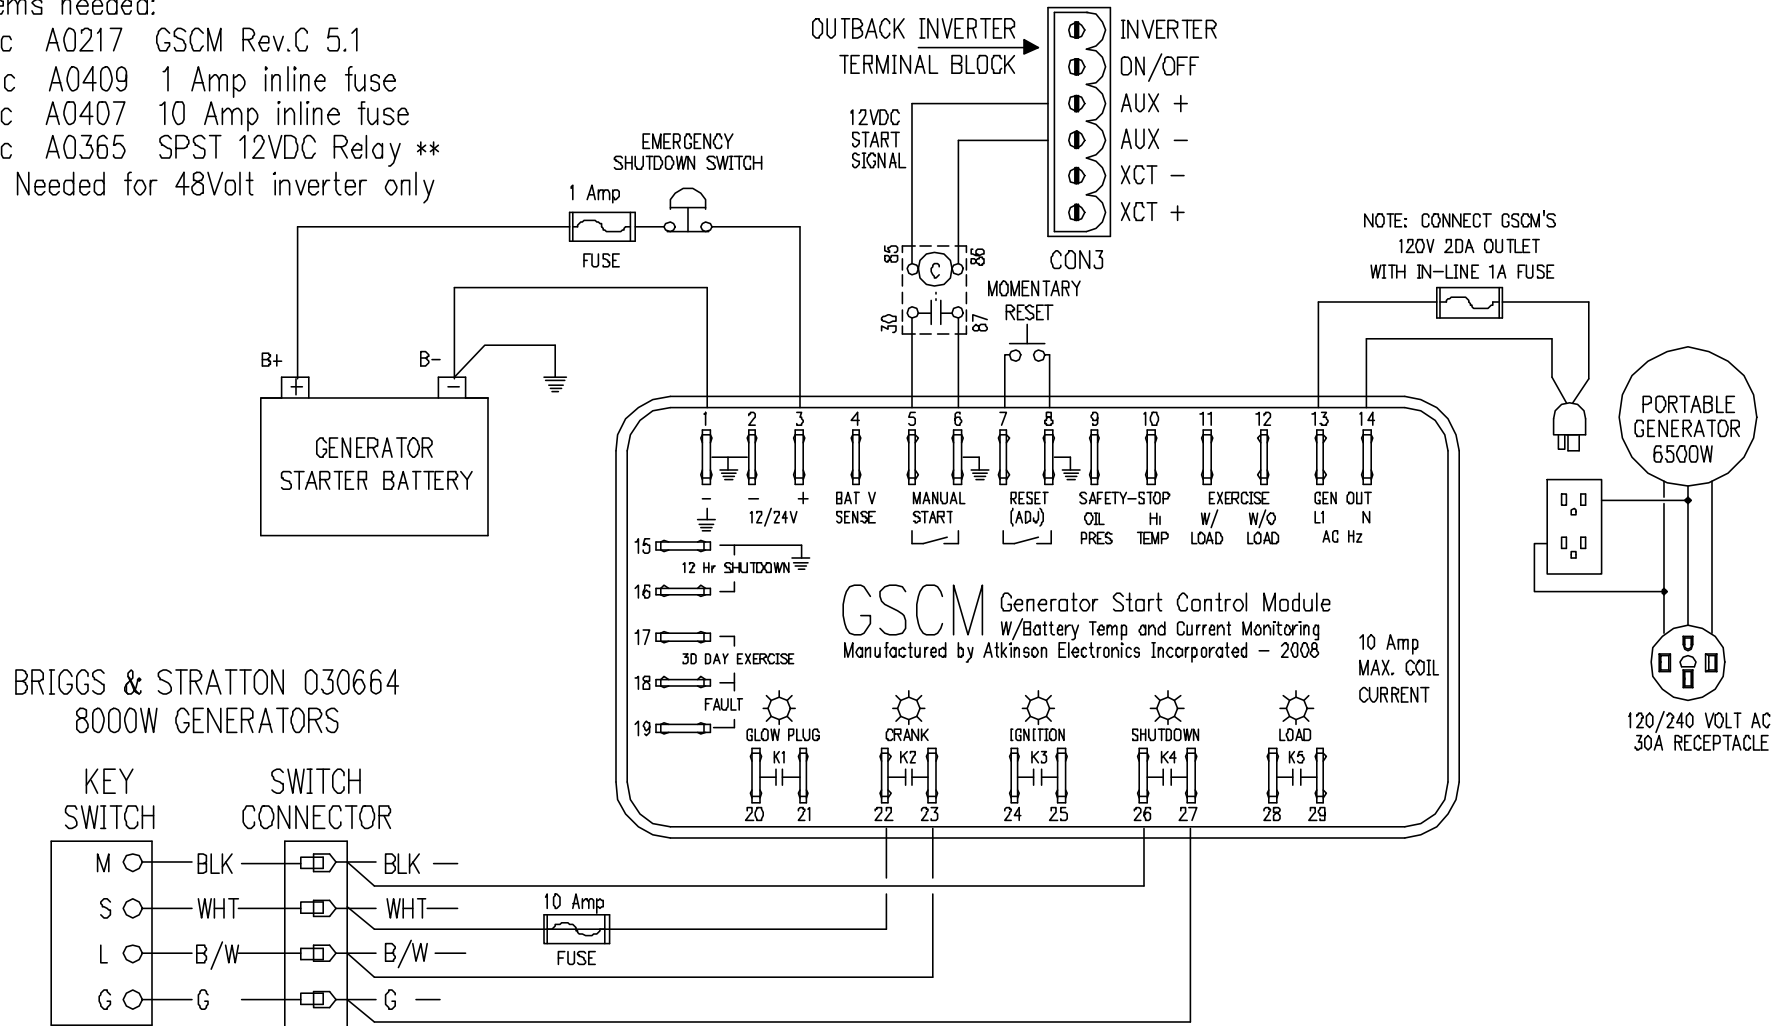 ems needed:
c A0217 GSCM Rev.C 5.1
c A0409 1 Amp inline fuse
c A0407 10 Amp inline fuse
c A0365 SPST 12VDC Relay **
Needed for 48Volt inverter only
OUTBACK INVERTER
TERMINAL BLOCK
INVERTER
ON/OFF
AUX +
AUX -
XCT -
XCT +
CON3
12VDC
START
SIGNAL
EMERGENCY
SHUTDOWN SWITCH
1 Amp
FUSE
85
86
C
30
87
MOMENTARY
RESET
NOTE: CONNECT GSCM'S
120V 20A OUTLET
WITH IN-LINE 1A FUSE
B+
B-
+
-
GENERATOR
STARTER BATTERY
PORTABLE
GENERATOR
6500W
120/240 VOLT AC
30A RECEPTACLE
1 2 3 4 5 6 7 8 9 10 11 12 13 14
- - +
12/24V
BAT V
SENSE
MANUAL
START
RESET
(ADJ)
SAFETY-STOP
OIL
PRES
Hi
TEMP
EXERCISE
W/
LOAD
W/O
LOAD
GEN OUT
L1 N
AC Hz
15
12 Hr SHUTDOWN
16
17
30 DAY EXERCISE
18
FAULT
19
GSCM Generator Start Control Module
W/Battery Temp and Current Monitoring
Manufactured by Atkinson Electronics Incorporated - 2008
10 Amp
MAX. COIL
CURRENT
GLOW PLUG
K1
20 21
CRANK
K2
22 23
IGNITION
K3
24 25
SHUTDOWN
K4
26 27
LOAD
K5
28 29
BRIGGS & STRATTON 030664
8000W GENERATORS
KEY
SWITCH
SWITCH
CONNECTOR
M BLK BLK
S WHT WHT
L B/W B/W
G G G
10 Amp
FUSE